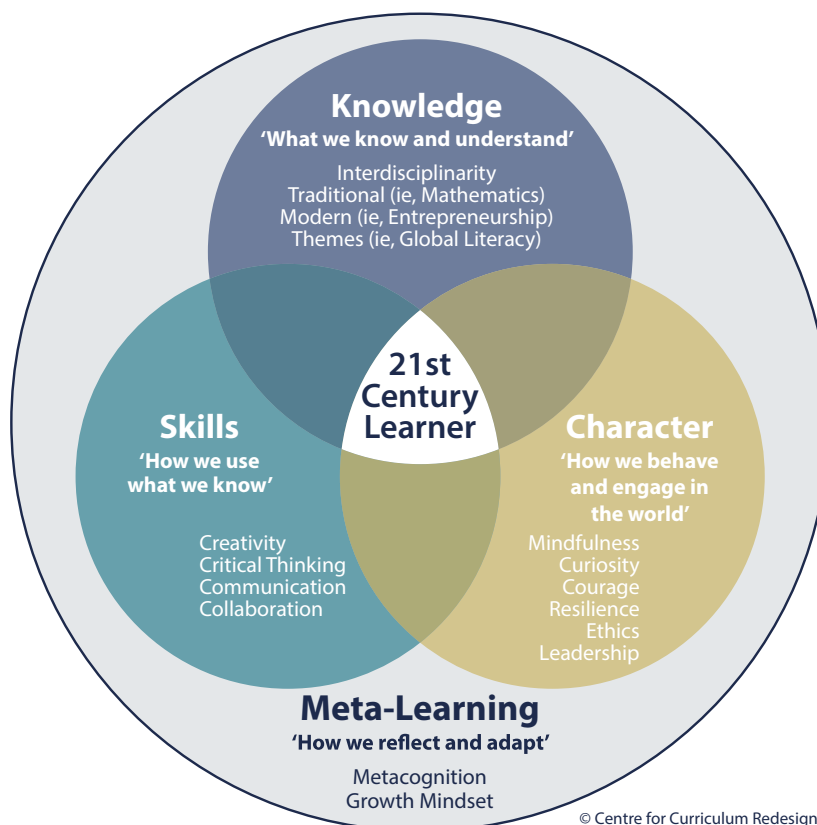 Knowledge
‘What we know and understand’
Interdisciplinarity
Traditional (ie, Mathematics)
Modern (ie, Entrepreneurship)
Themes (ie, Global Literacy)
21st
Century
Learner
Skills
‘How we use
what we know’
Creativity
Critical Thinking
Communication
Collaboration
Character
‘How we behave
and engage in
the world’
Mindfulness
Curiosity
Courage
Resilience
Ethics
Leadership
Meta-Learning
‘How we reflect and adapt’
Metacognition
Growth Mindset
© Centre for Curriculum Redesign